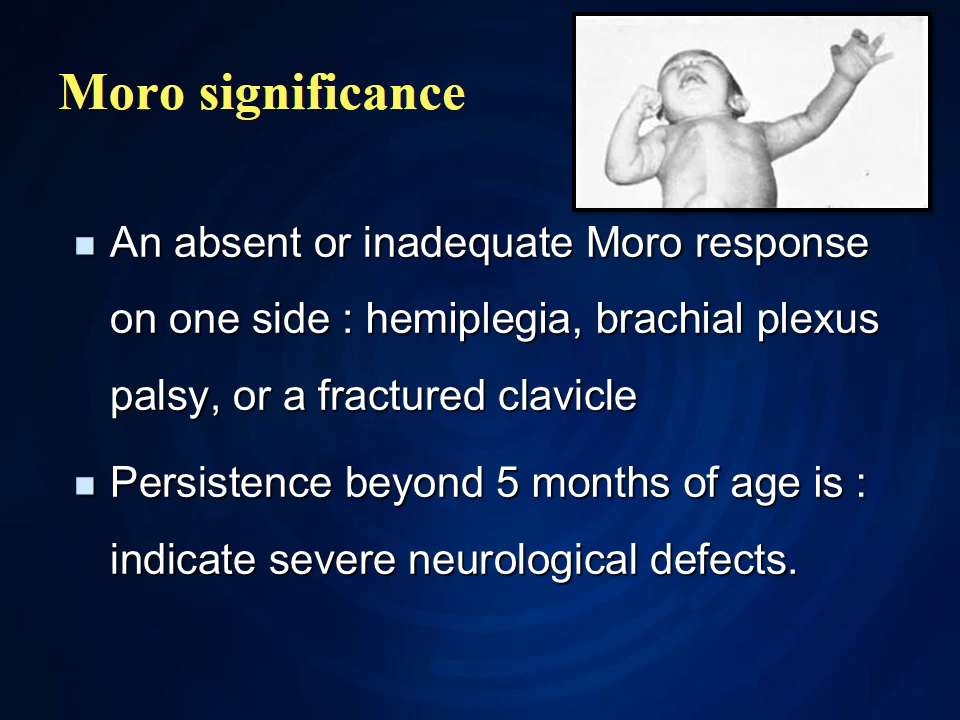 Moro significance
An absent or inadequate Moro response
on one side : hemiplegia, brachial plexus
palsy, or a fractured clavicle
Persistence beyond 5 months of age is :
indicate severe neurological defects.